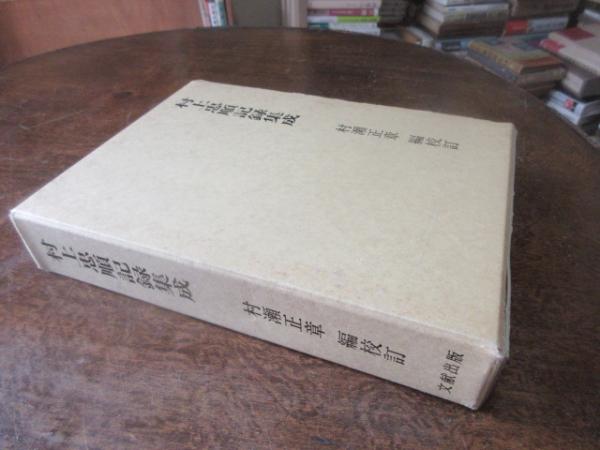 村上忠順記録集成
村瀬正章 編校訂
村上忠順記録集成
村瀬正章 編校訂
文献出版